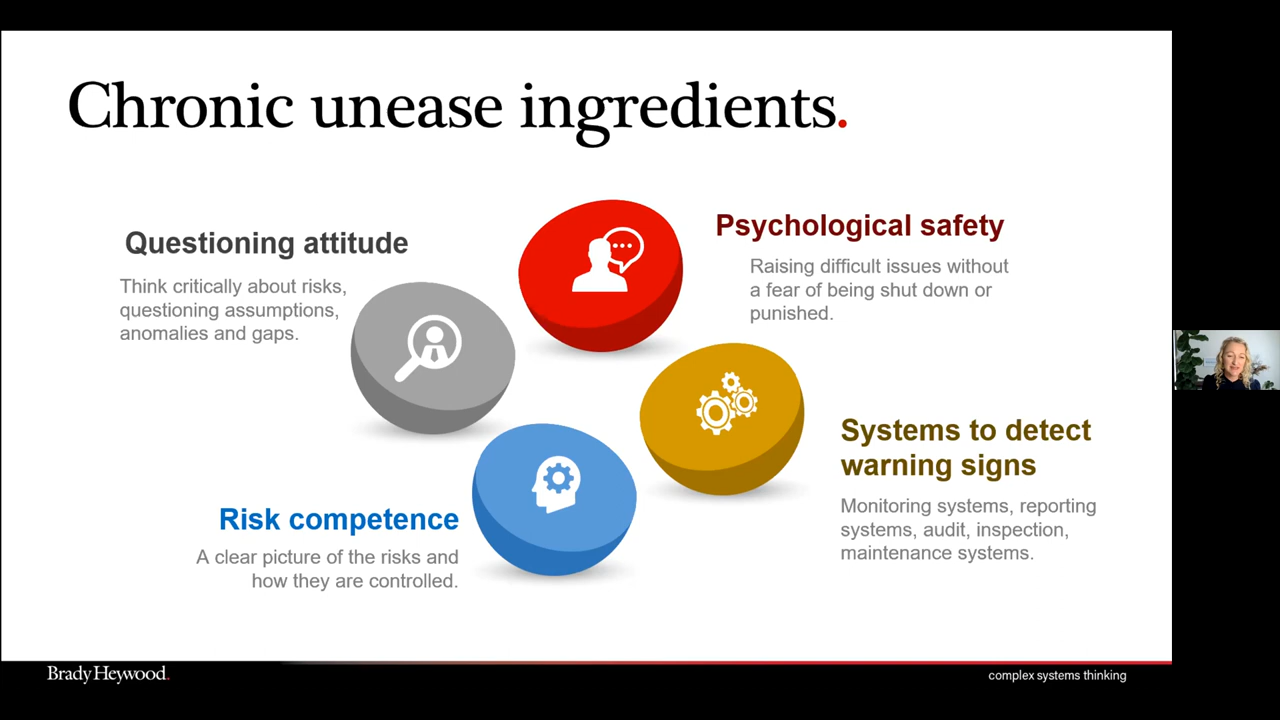 Chronic unease ingredients.
Questioning attitude
Think critically about risks,
questioning assumptions,
anomalies and gaps.
Psychological safety
Raising difficult issues without
a fear of being shut down or
punished.
Systems to detect
warning signs
Monitoring systems, reporting
systems, audit, inspection,
maintenance systems.
Risk competence
A clear picture of the risks and
how they are controlled.
Brady Heywood.
complex systems thinking